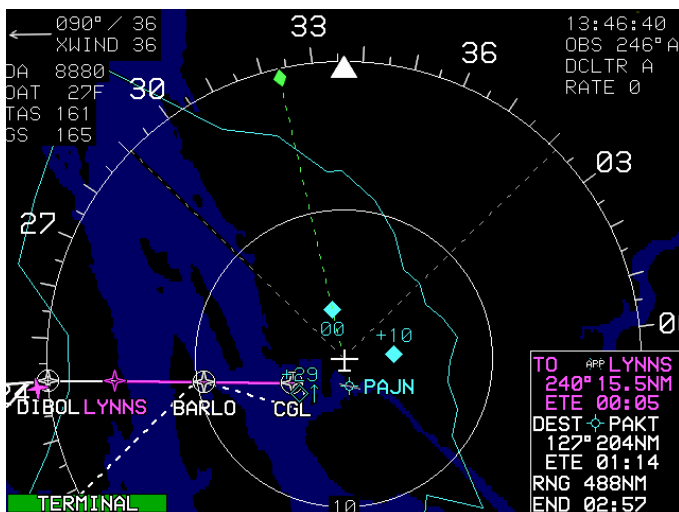 090° / 36
XWIND 36
DA 8880
OAT 27F
TAS 161
GS 165
13:46:40
OBS 246°A
DCLTR A
RATE 0
33
36
30
03
27
00
+10
+29
PAJN
DIBOL
LYNNS
BARLO
CGL
TERMINAL
10
TO APP LYNNS
240° 15.5NM
ETE 00:05
DEST PAKT
127° 204NM
ETE 01:14
RNG 488NM
END 02:57